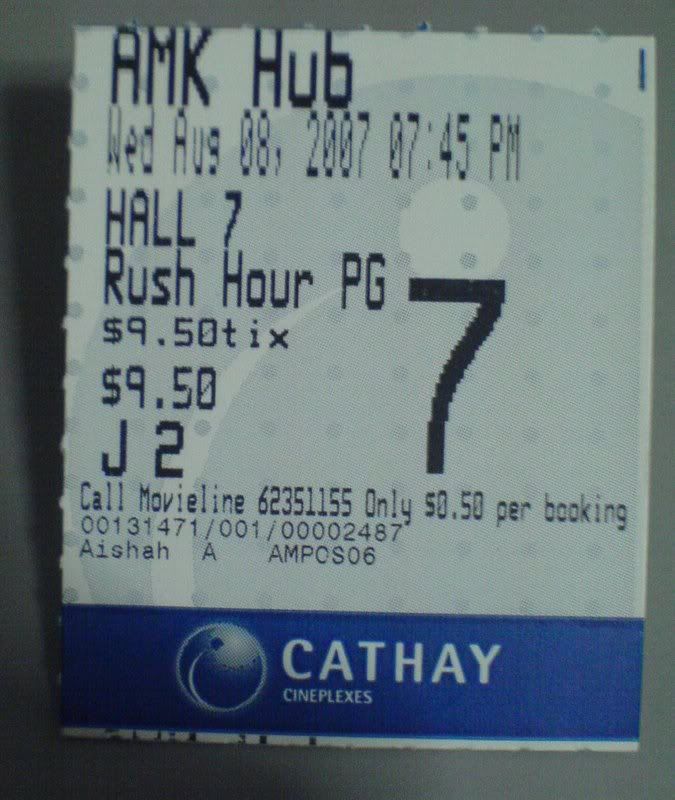 AMK Hub
Wed Aug 08, 2007 07:45 PM
HALL 7
Rush Hour PG
7
$9.50tix
$9.50
J 2
Call Movieline 62351155 Only $0.50 per booking
00131471/001/00002487
Aishah A AMPOS06
CATHAY
CINEPLEXES